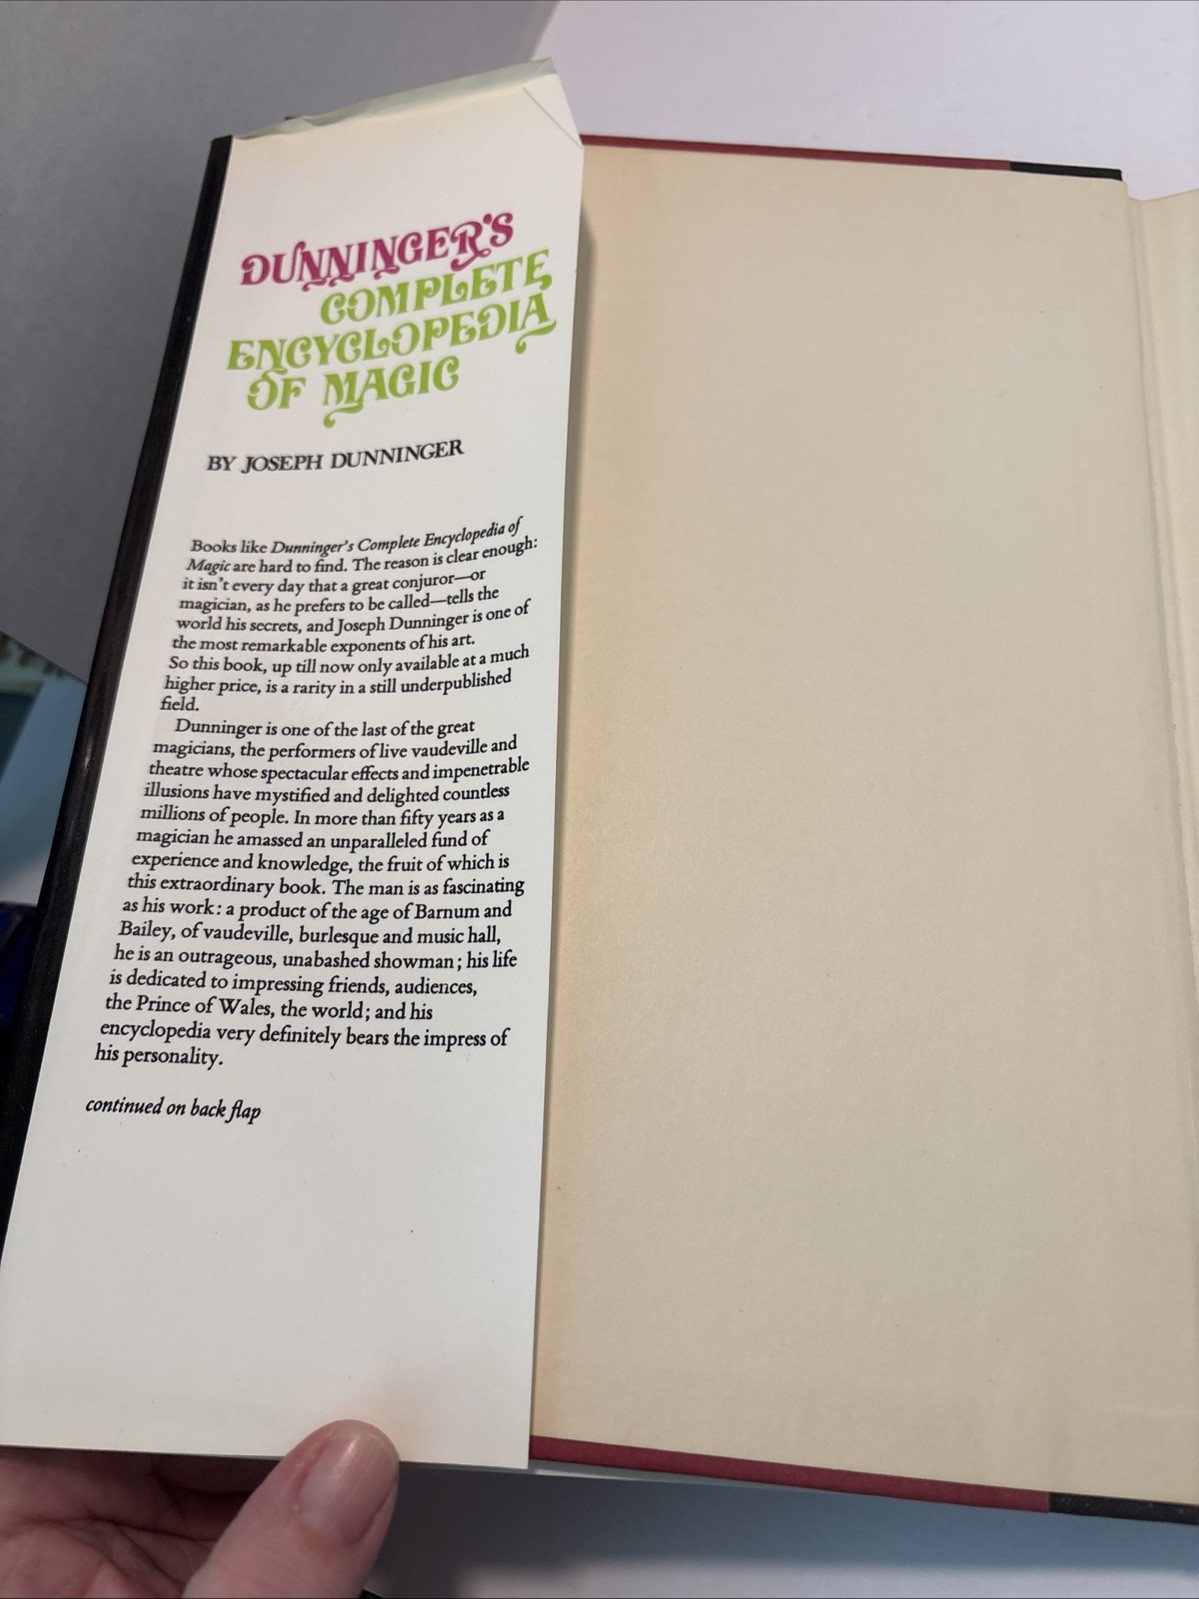 DUNNINGER'S
COMPLETE
ENCYCLOPEDIA
OF MAGIC
BY JOSEPH DUNNINGER
Books like Dunninger's Complete Encyclopedia of
Magic are hard to find. The reason is clear enough:
it isn't every day that a great conjuror—or
magician, as he prefers to be called—tells the
world his secrets, and Joseph Dunninger is one of
the most remarkable exponents of his art.
So this book, up till now only available at a much
higher price, is a rarity in a still underpublished
field.
Dunninger is one of the last of the great
magicians, the performers of live vaudeville and
theatre whose spectacular effects and impenetrable
illusions have mystified and delighted countless
millions of people. In more than fifty years as a
magician he amassed an unparalleled fund of
experience and knowledge, the fruit of which is
this extraordinary book. The man is as fascinating
as his work: a product of the age of Barnum and
Bailey, of vaudeville, burlesque and music hall,
he is an outrageous, unabashed showman; his life
is dedicated to impressing friends, audiences,
the Prince of Wales, the world; and his
encyclopedia very definitely bears the impress of
his personality.
continued on back flap